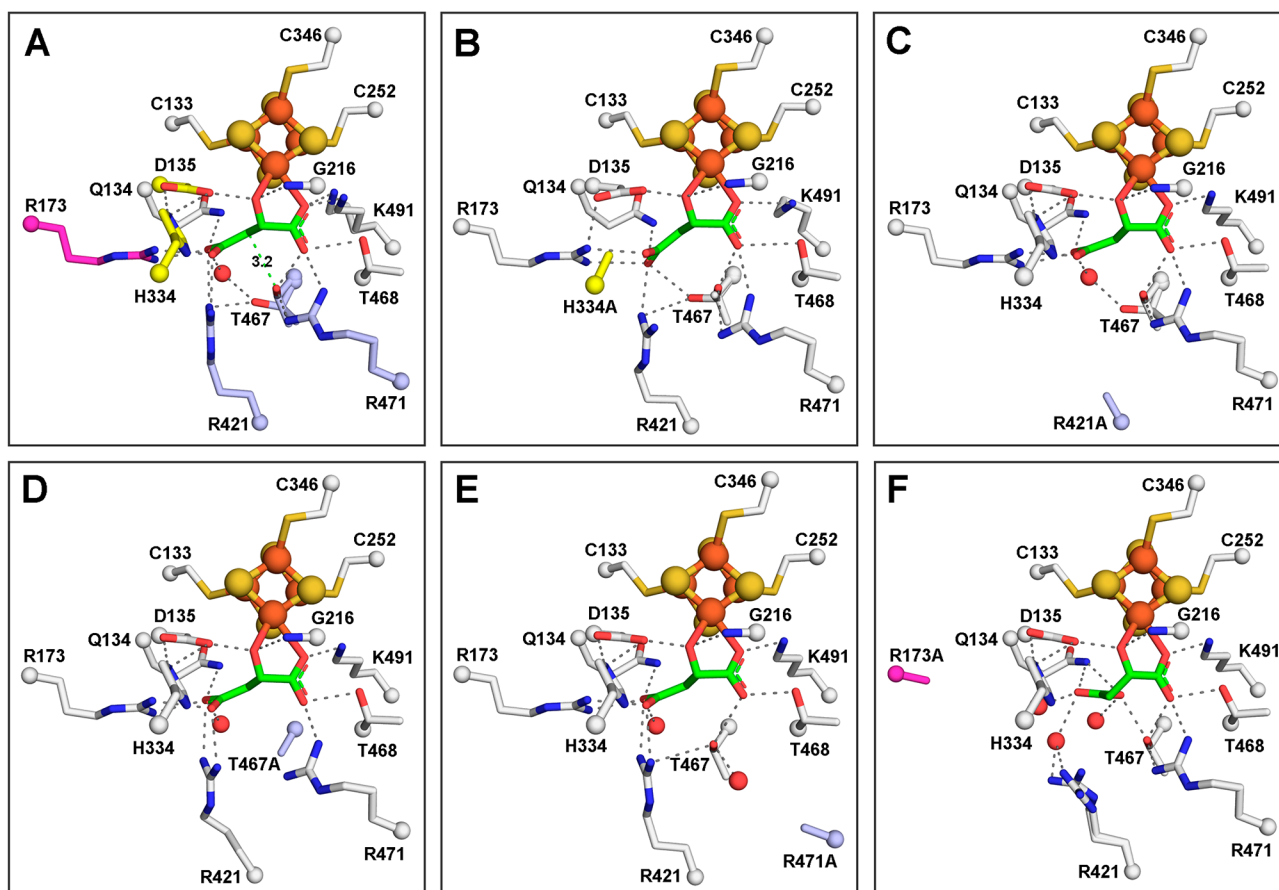 A
C346
C133
C252
D135
G216
Q134
R173
K491
3.2
H334
T468
T467
R471
R421
B
C346
C133
C252
D135
G216
Q134
R173
K491
H334A
T468
T467
R471
R421
C
C346
C133
C252
D135
G216
Q134
R173
K491
H334
T468
T467
R471
R421A
D
C346
C133
C252
D135
G216
Q134
R173
K491
H334
T468
T467A
R471
R421
E
C346
C133
C252
D135
G216
Q134
R173
K491
H334
T468
T467
R471A
R421
F
C346
C133
C252
D135
G216
Q134
R173A
K491
H334
T468
T467
R471
R421